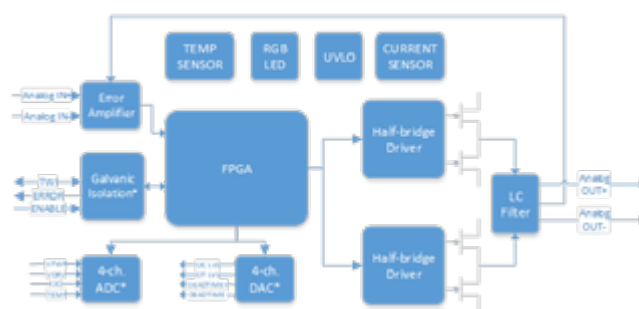 TEMP
SENSOR
RGB
LED
UVLO
CURRENT
SENSOR
Analog IN+
Analog IN-
Error
Amplifier
FPGA
Half-bridge
Driver
TWI
ERROR
ENABLE
Galvanic
Isolation*
LC
Filter
Analog
OUT+
Analog
OUT-
4-ch.
ADC*
4-ch.
DAC*
Half-bridge
Driver